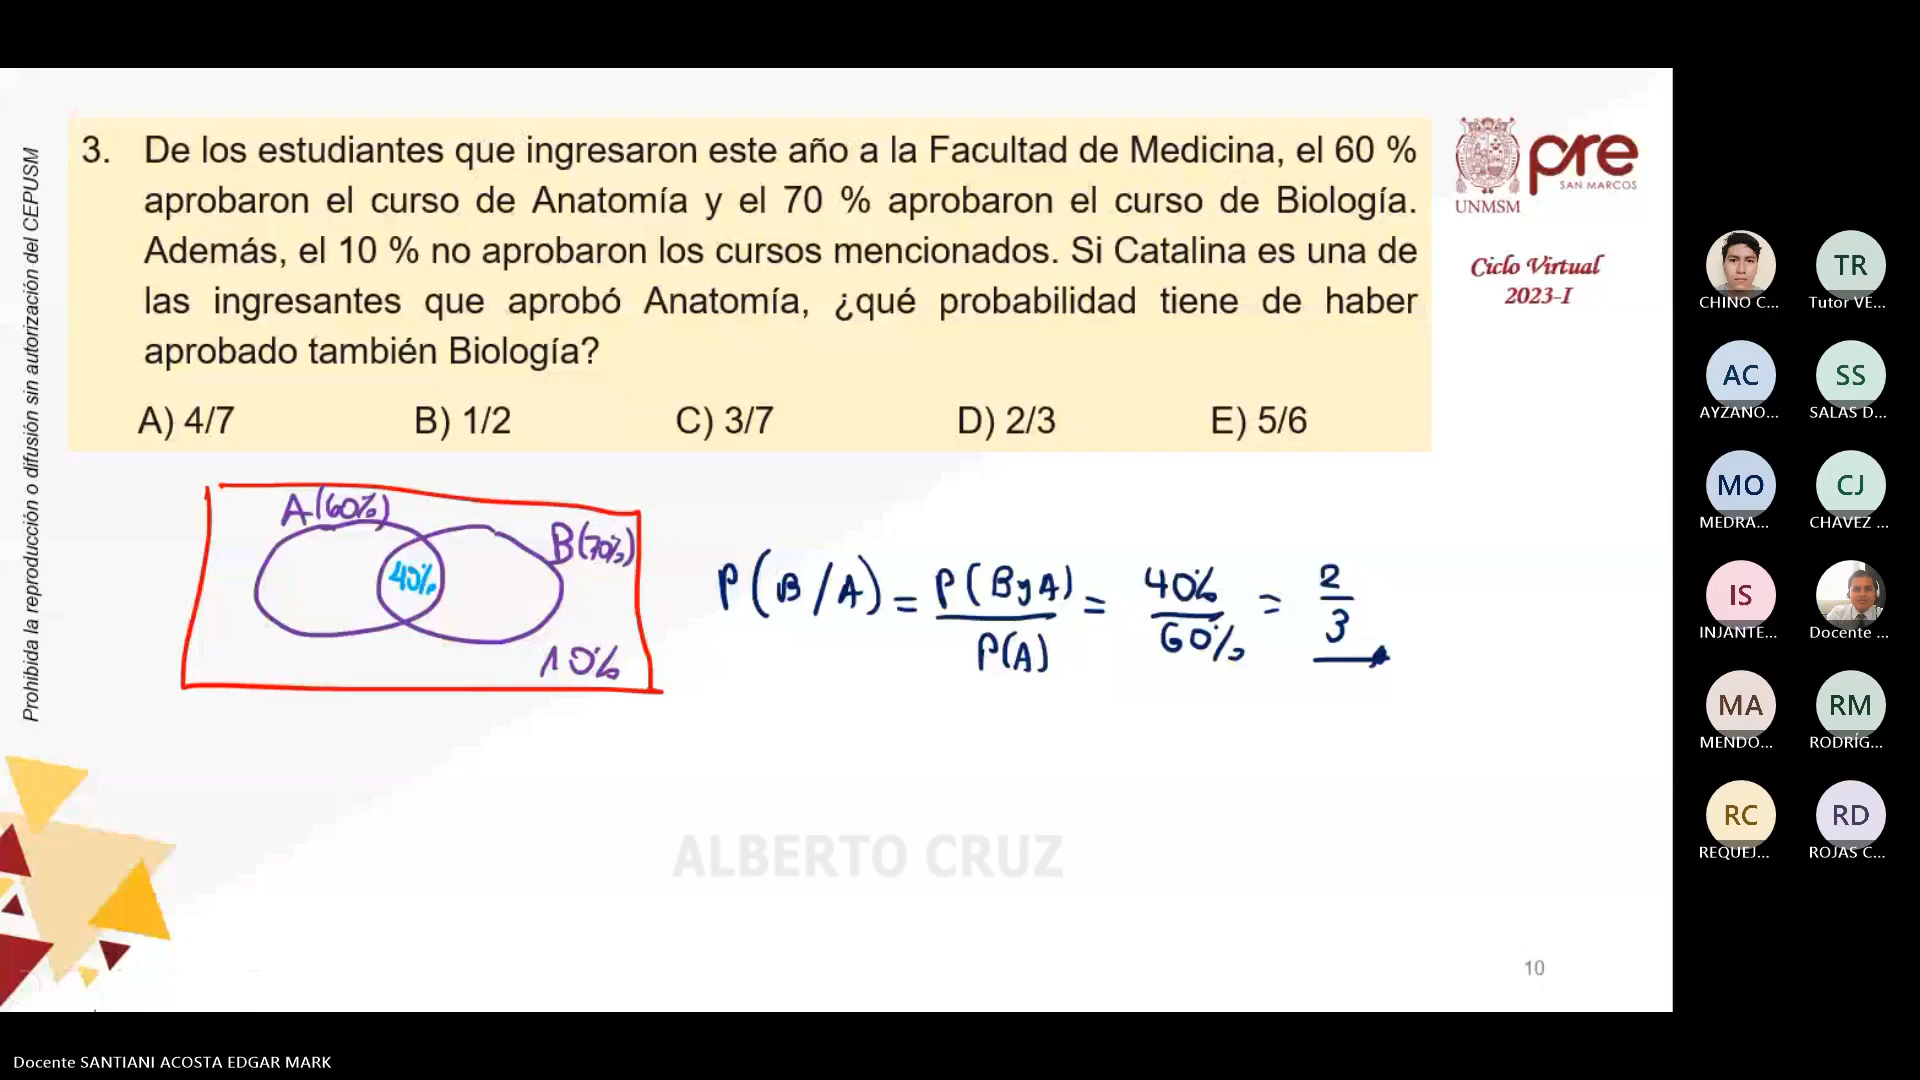 Prohibida la reproducción o difusión sin autorización del CEPUSM
3. De los estudiantes que ingresaron este año a la Facultad de Medicina, el 60 %
aprobaron el curso de Anatomía y el 70 % aprobaron el curso de Biología.
Además, el 10 % no aprobaron los cursos mencionados. Si Catalina es una de
las ingresantes que aprobó Anatomía, ¿qué probabilidad tiene de haber
aprobado también Biología?
A) 4/7 B) 1/2 C) 3/7 D) 2/3 E) 5/6
UNMSM
pre
SAN MARCOS
Ciclo Virtual
2023-I
A(60%)
B(70%)
40%
10%
P(B/A) = P(B y A) / P(A) = 40% / 60% = 2/3
ALBERTO CRUZ
10
CHINO C...
TR
Tutor VE...
AC
AYZANO...
SS
SALAS D...
MO
MEDRA...
CJ
CHAVEZ ...
IS
INJANTE...
Docente ...
MA
MENDO...
RM
RODRÍG...
RC
REQUEJ...
RD
ROJAS C...
Docente SANTIANI ACOSTA EDGAR MARK